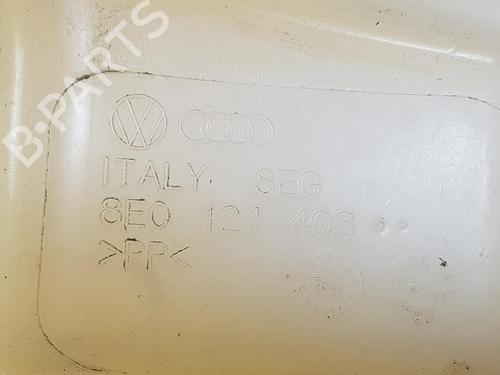 B-PARTS
ITALY. SEG
8E0 121 403
>PP<